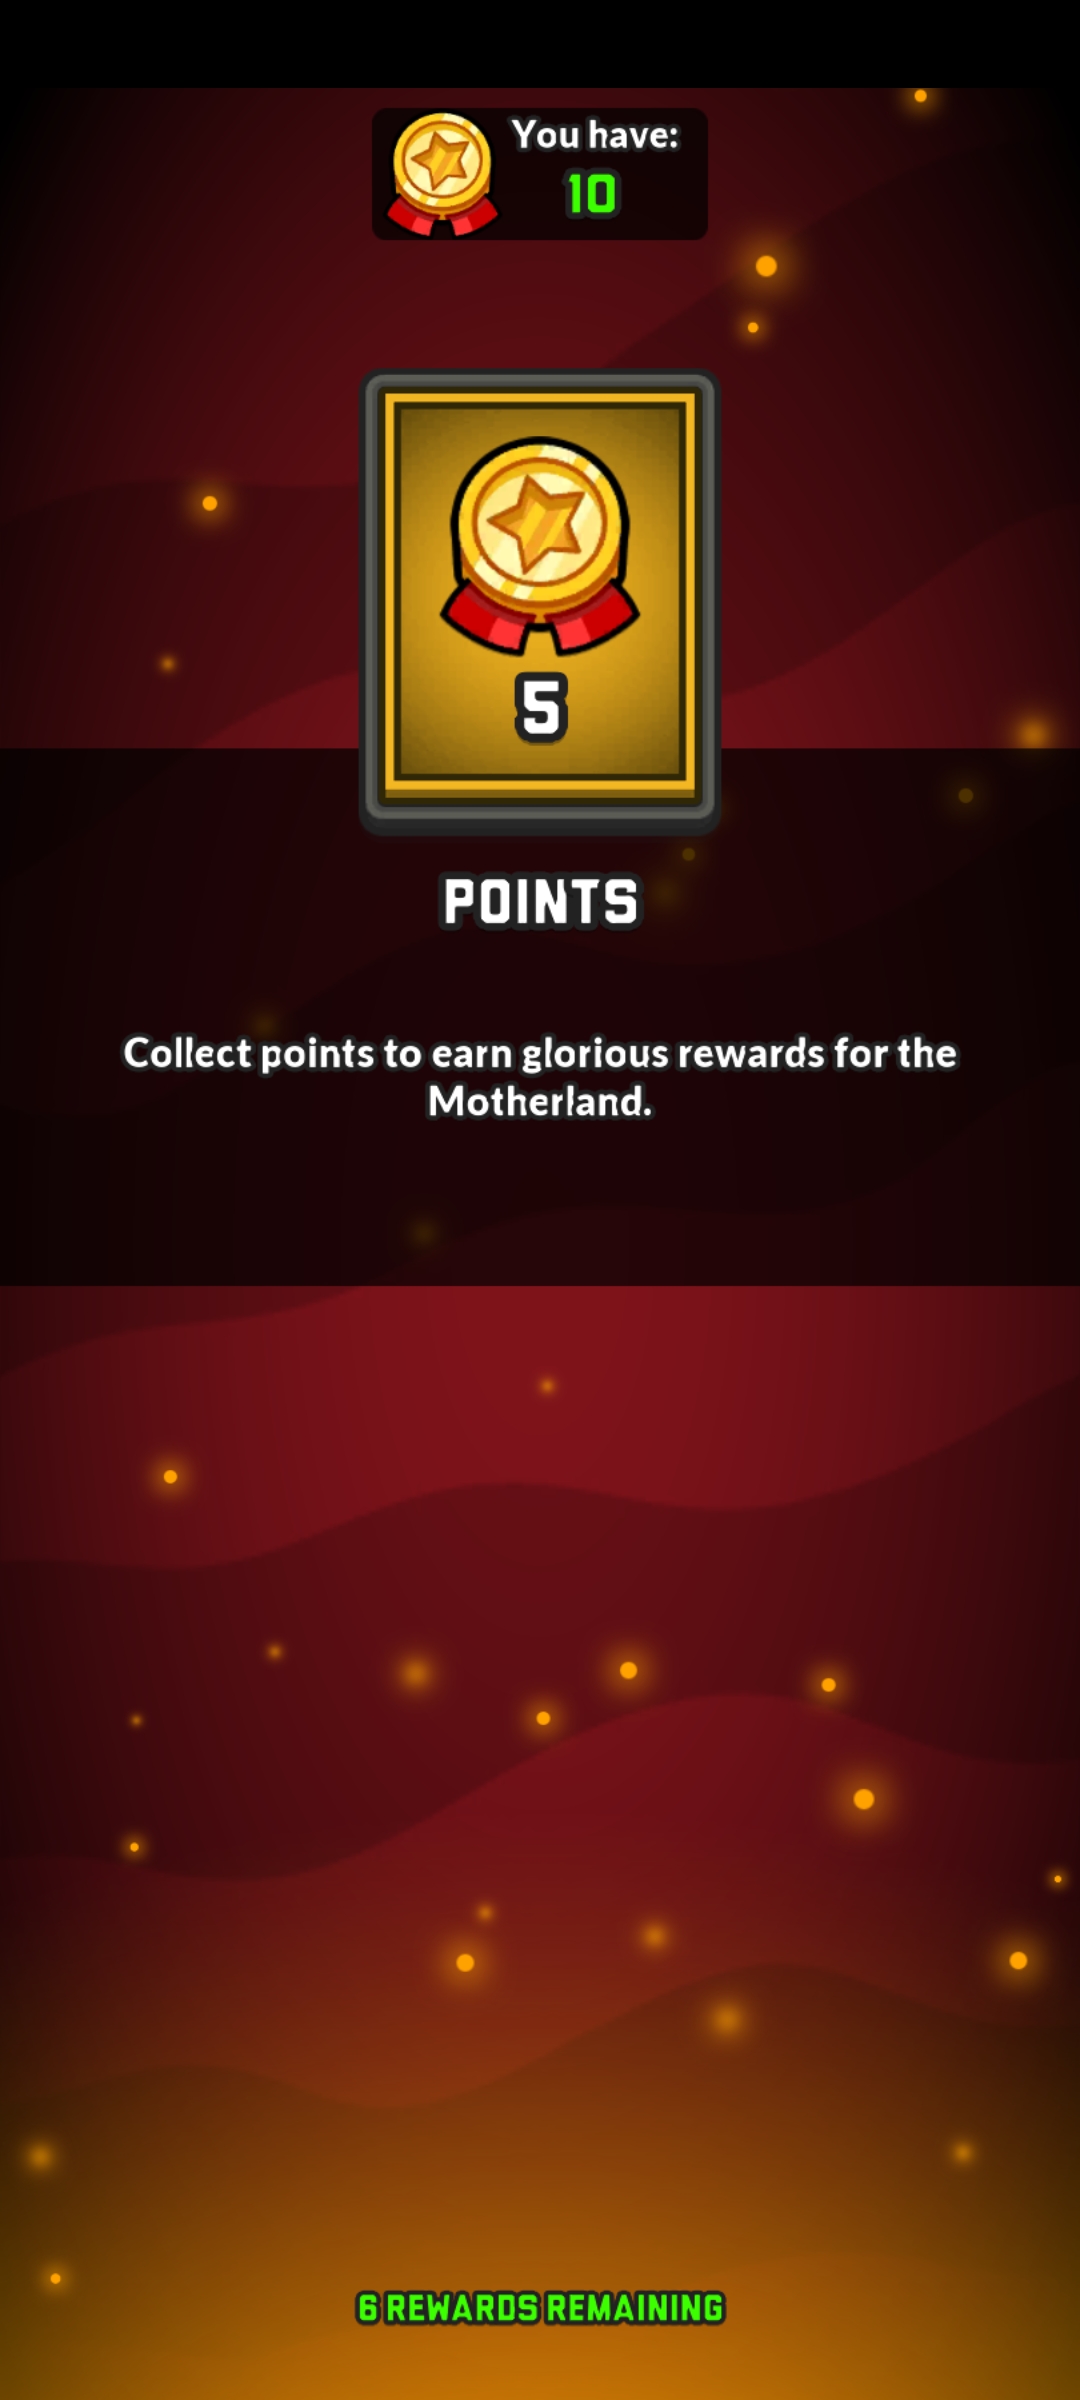 You have:
10
5
POINTS
Collect points to earn glorious rewards for the
Motherland.
6 REWARDS REMAINING